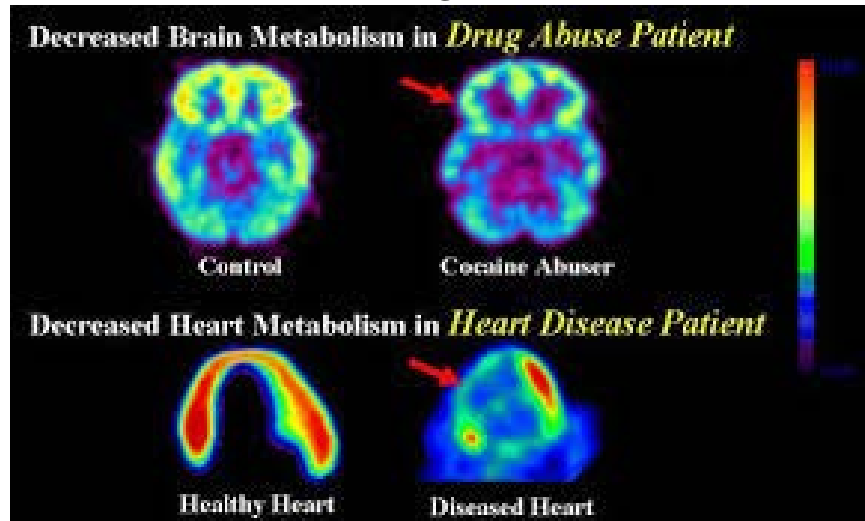 Decreased Brain Metabolism in Drug Abuse Patient
Control
Cocaine Abuser
Decreased Heart Metabolism in Heart Disease Patient
Healthy Heart
Diseased Heart